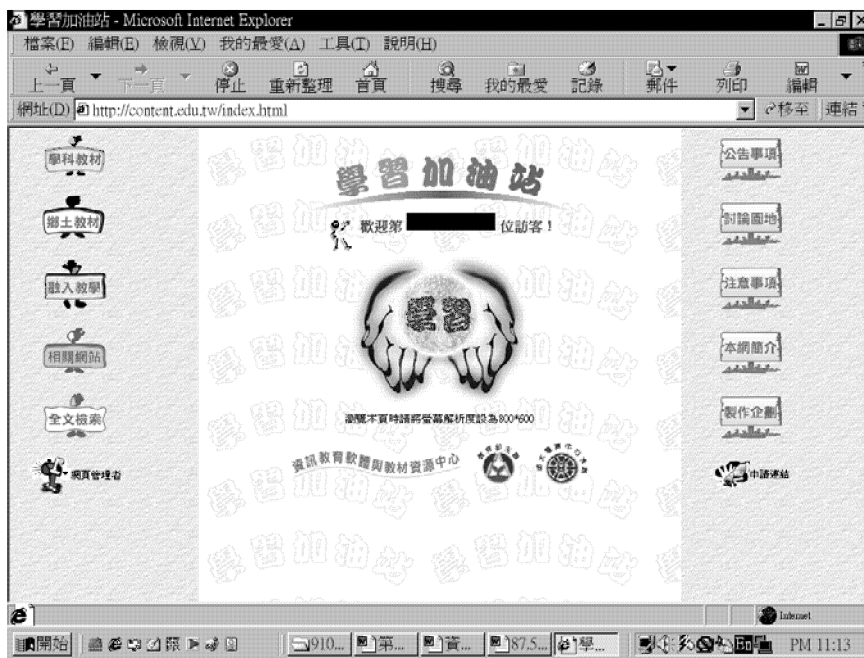 學習加油站 - Microsoft Internet Explorer
檔案(F) 編輯(E) 檢視(V) 我的最愛(A) 工具(T) 說明(H)
上一頁 下一頁 停止 重新整理 首頁 搜尋 我的最愛 記錄 郵件 列印 編輯
網址(D) http://content.edu.tw/index.html 移至 連結
學科教材
鄉土教材
融入教學
相關網站
全文檢索
網頁管理者
學習加油站
歡迎第 位訪客!
學習
瀏覽本頁時請將螢幕解析度設為800*600
資訊教育軟體與教材資源中心
公告事項
討論園地
注意事項
本網簡介
製作企劃
申請連結
Internet
開始 910... 第... 資... 87.5... 學... En PM 11:13